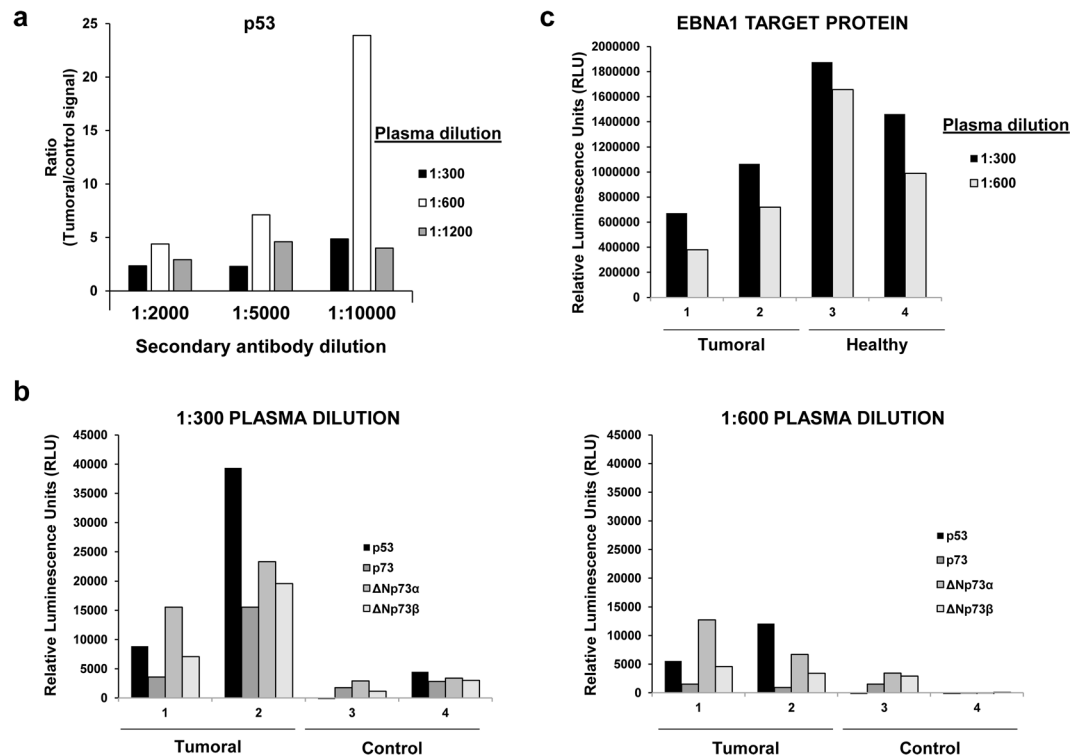 a
p53
Ratio
(Tumoral/control signal)
25
20
15
10
5
0
1:2000
1:5000
1:10000
Secondary antibody dilution
Plasma dilution
1:300
1:600
1:1200
c
EBNA1 TARGET PROTEIN
Relative Luminescence Units (RLU)
2000000
1800000
1600000
1400000
1200000
1000000
800000
600000
400000
200000
0
1
2
3
4
Tumoral
Healthy
Plasma dilution
1:300
1:600
b
1:300 PLASMA DILUTION
Relative Luminescence Units (RLU)
45000
40000
35000
30000
25000
20000
15000
10000
5000
0
1
2
3
4
Tumoral
Control
p53
p73
ΔNp73α
ΔNp73β
1:600 PLASMA DILUTION
Relative Luminescence Units (RLU)
45000
40000
35000
30000
25000
20000
15000
10000
5000
0
1
2
3
4
Tumoral
Control
p53
p73
ΔNp73α
ΔNp73β